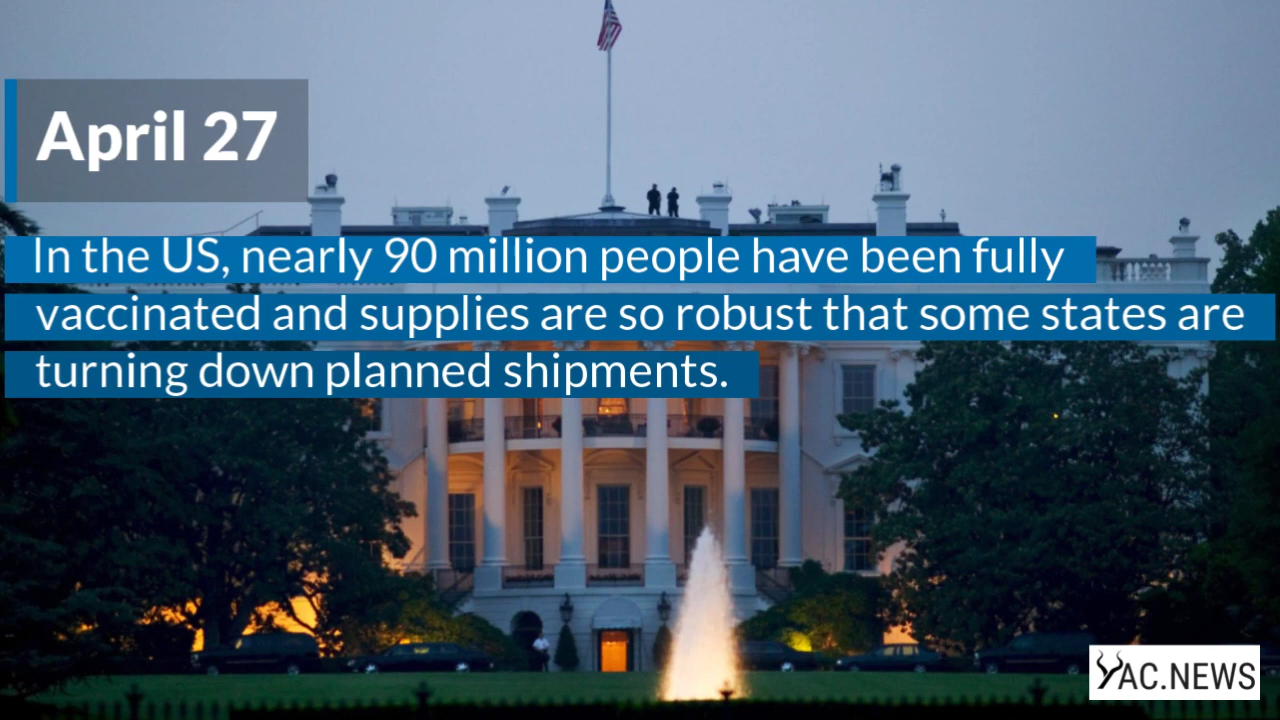 April 27
In the US, nearly 90 million people have been fully
vaccinated and supplies are so robust that some states are
turning down planned shipments.
YAC.NEWS